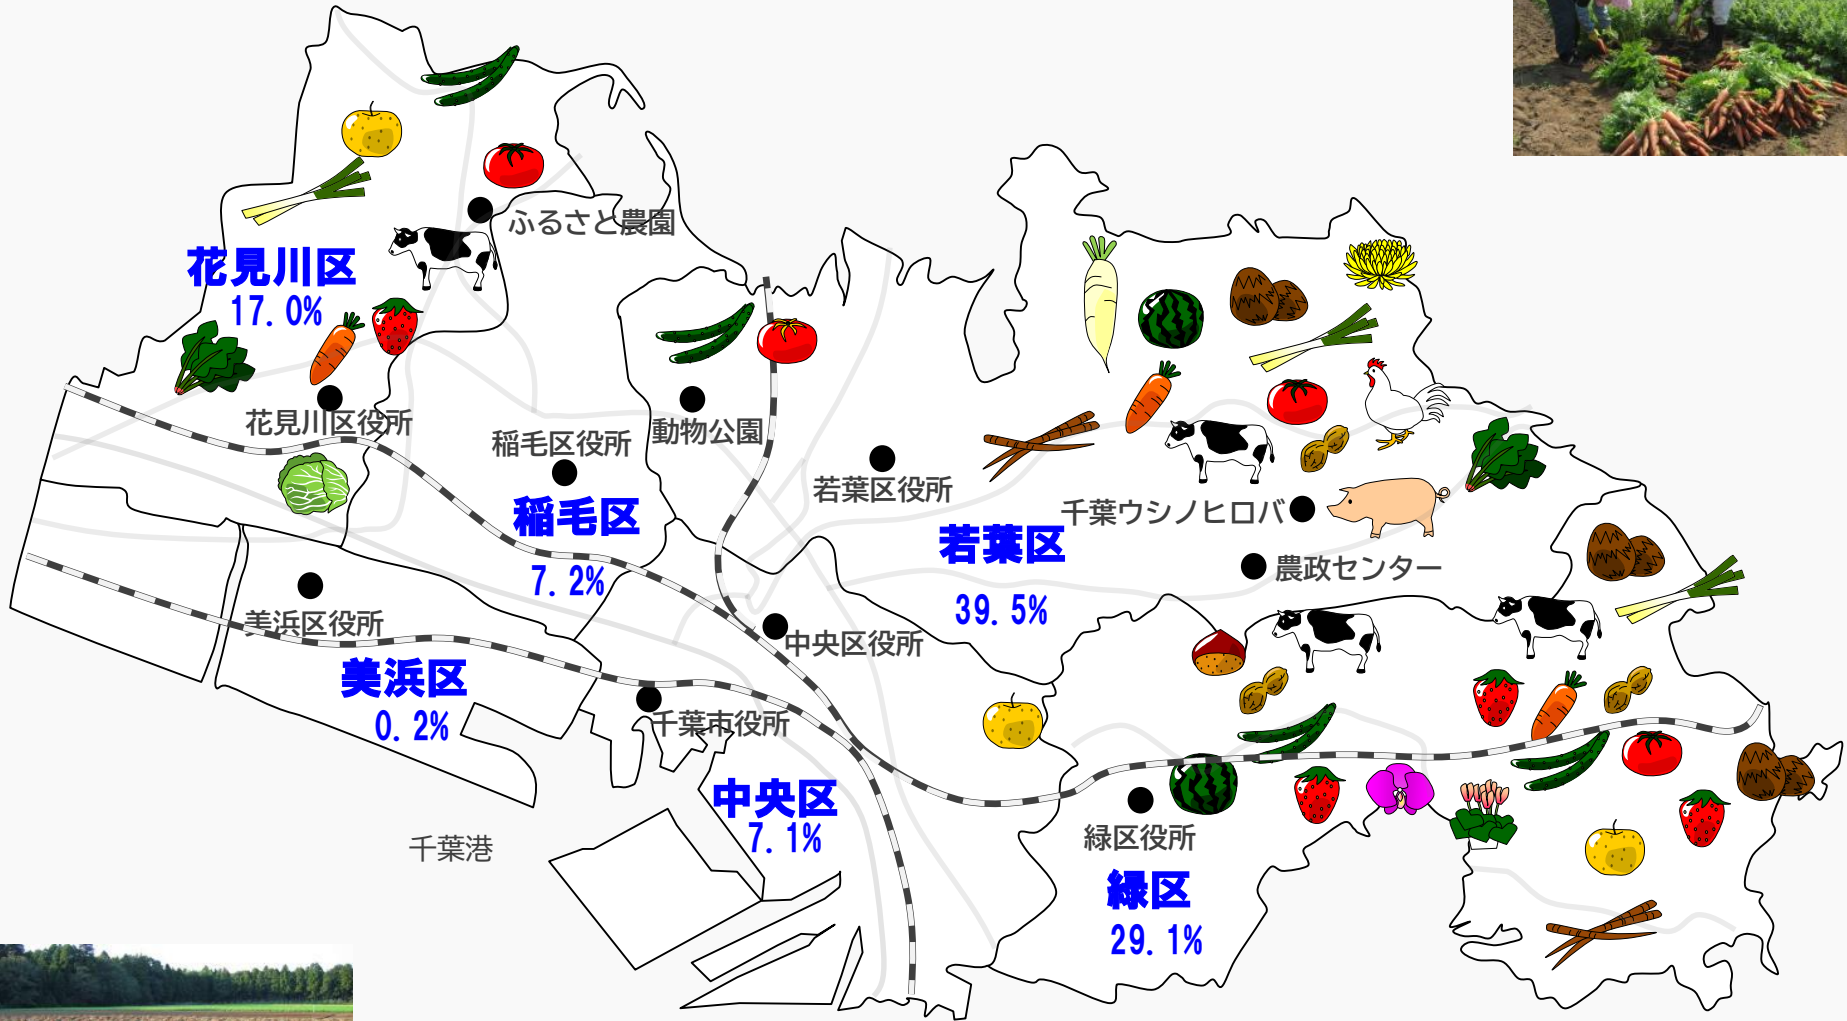 ふるさと農園
花見川区
17.0%
花見川区役所
稲毛区役所
動物公園
稲毛区
7.2%
若葉区役所
千葉ウシノヒロバ
若葉区
39.5%
農政センター
美浜区役所
美浜区
0.2%
中央区役所
千葉市役所
中央区
7.1%
千葉港
緑区役所
緑区
29.1%